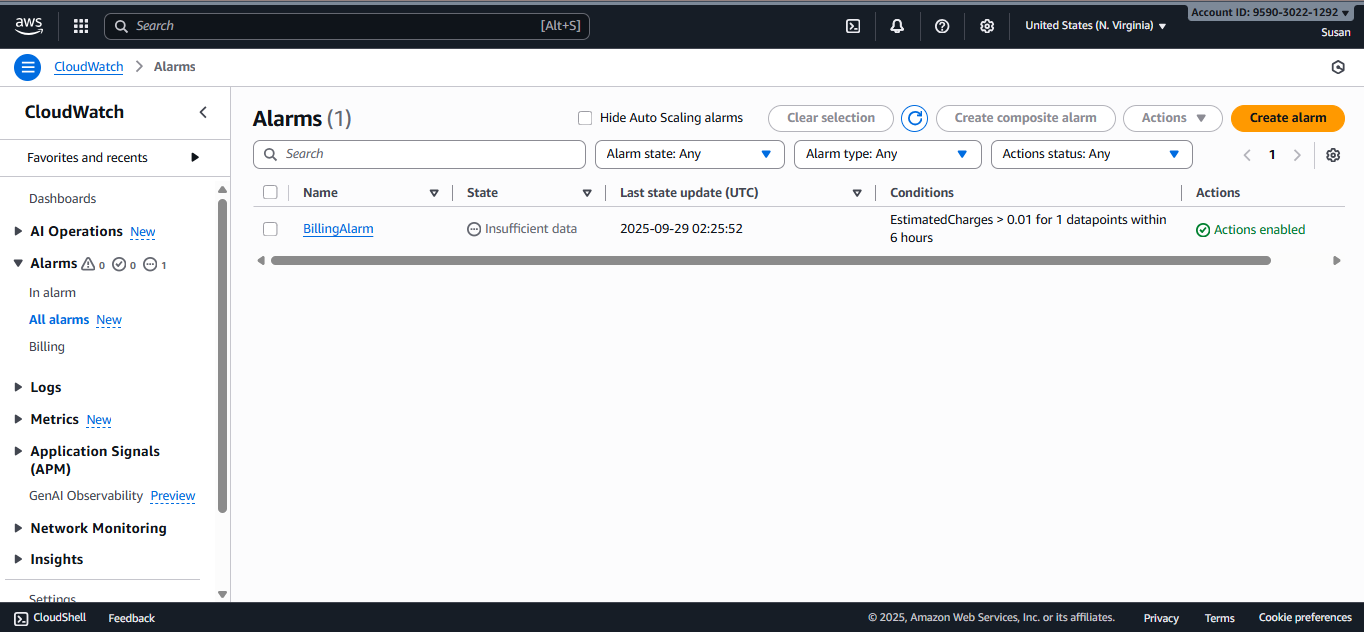 aws
Search [Alt+S]
United States (N. Virginia)
Account ID: 9590-3022-1292
Susan
CloudWatch
Alarms
CloudWatch
Favorites and recents
Dashboards
AI Operations New
Alarms 0 0 1
In alarm
All alarms New
Billing
Logs
Metrics New
Application Signals
(APM)
GenAI Observability Preview
Network Monitoring
Insights
Settings
Alarms (1)
Hide Auto Scaling alarms
Clear selection
Create composite alarm
Actions
Create alarm
Search
Alarm state: Any
Alarm type: Any
Actions status: Any
1
Name State Last state update (UTC) Conditions Actions
BillingAlarm Insufficient data 2025-09-29 02:25:52 EstimatedCharges > 0.01 for 1 datapoints within
6 hours
Actions enabled
CloudShell Feedback © 2025, Amazon Web Services, Inc. or its affiliates. Privacy Terms Cookie preferences